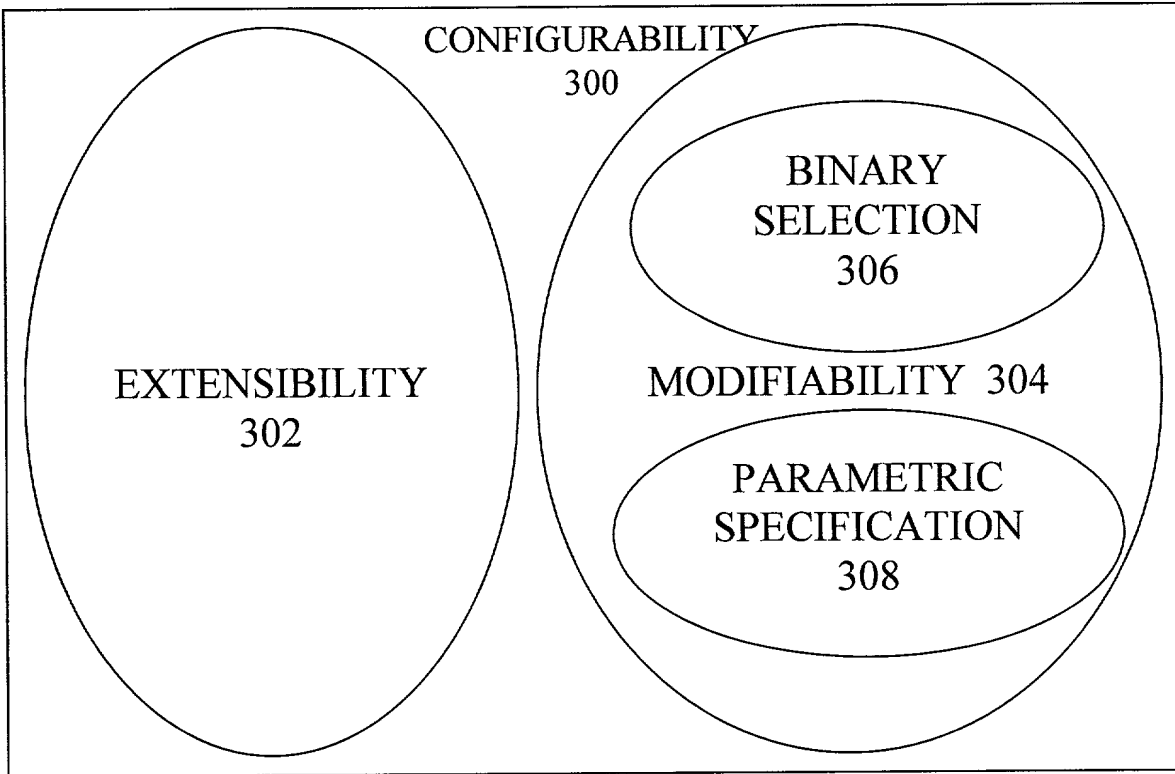 CONFIGURABILITY
300
BINARY
SELECTION
306
EXTENSIBILITY
302
MODIFIABILITY 304
PARAMETRIC
SPECIFICATION
308